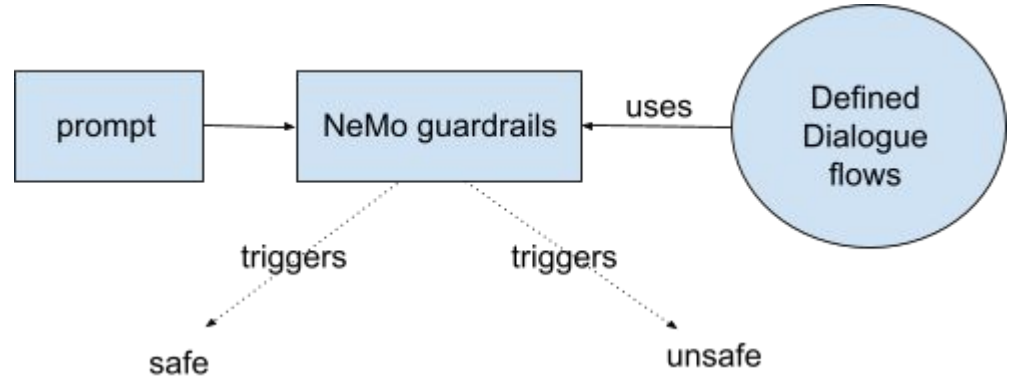 prompt
NeMo guardrails
uses
Defined
Dialogue
flows
triggers
triggers
safe
unsafe